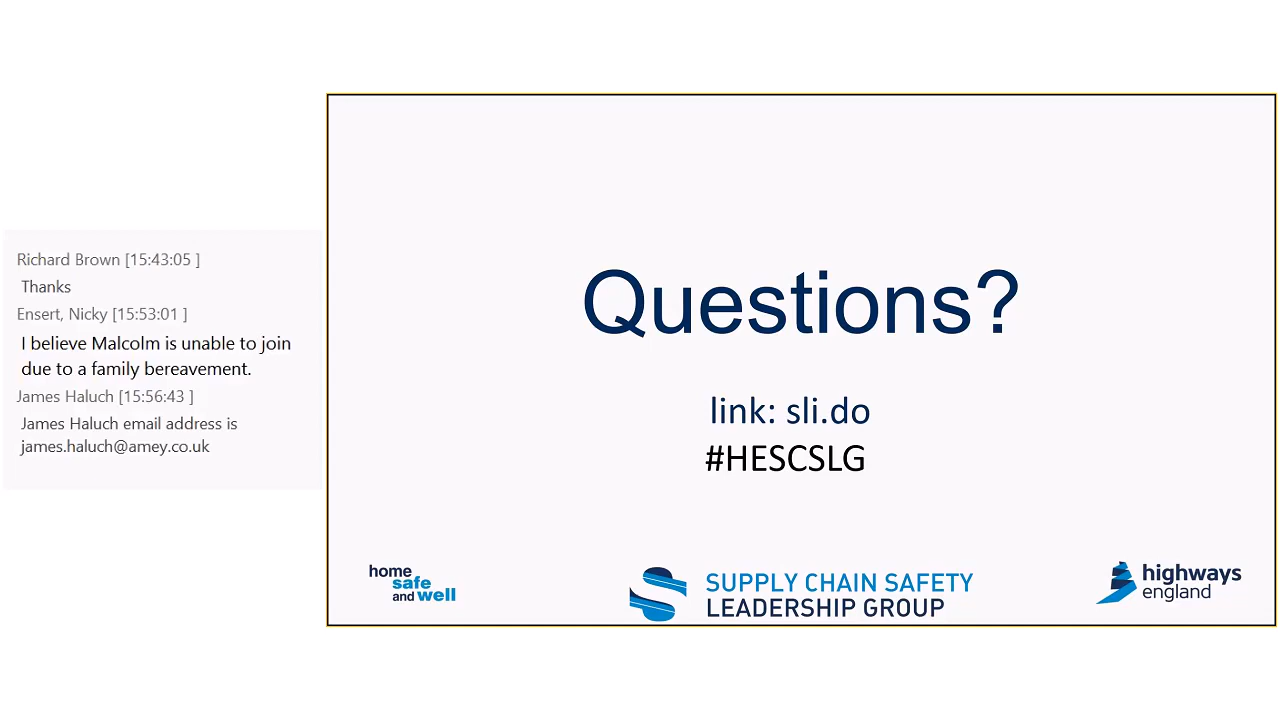 Richard Brown [15:43:05 ]
Thanks
Ensert, Nicky [15:53:01 ]
I believe Malcolm is unable to join
due to a family bereavement.
James Haluch [15:56:43 ]
James Haluch email address is
james.haluch@amey.co.uk
Questions?
link: sli.do
#HESCSLG
home
safe
and well
SUPPLY CHAIN SAFETY
LEADERSHIP GROUP
highways
england